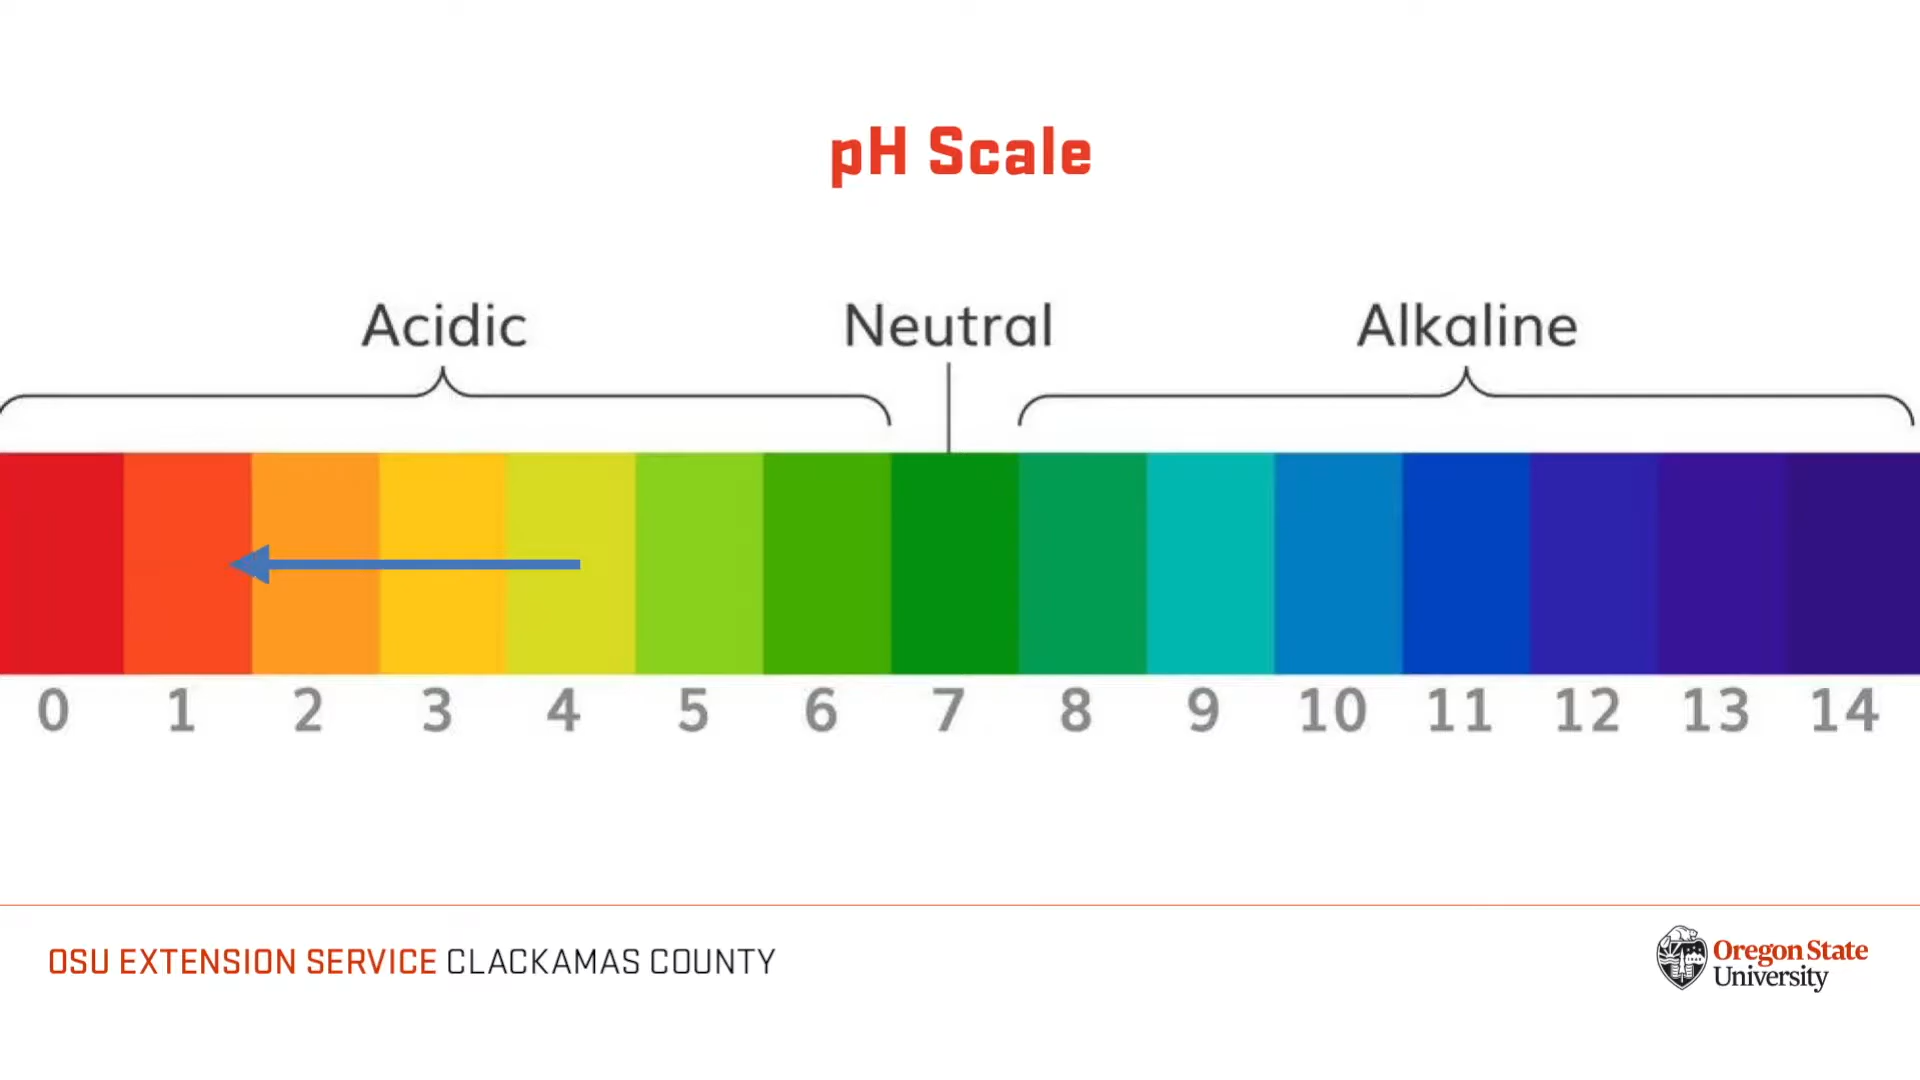 pH Scale
Acidic Neutral Alkaline
0 1 2 3 4 5 6 7 8 9 10 11 12 13 14
OSU EXTENSION SERVICE CLACKAMAS COUNTY
Oregon State
University